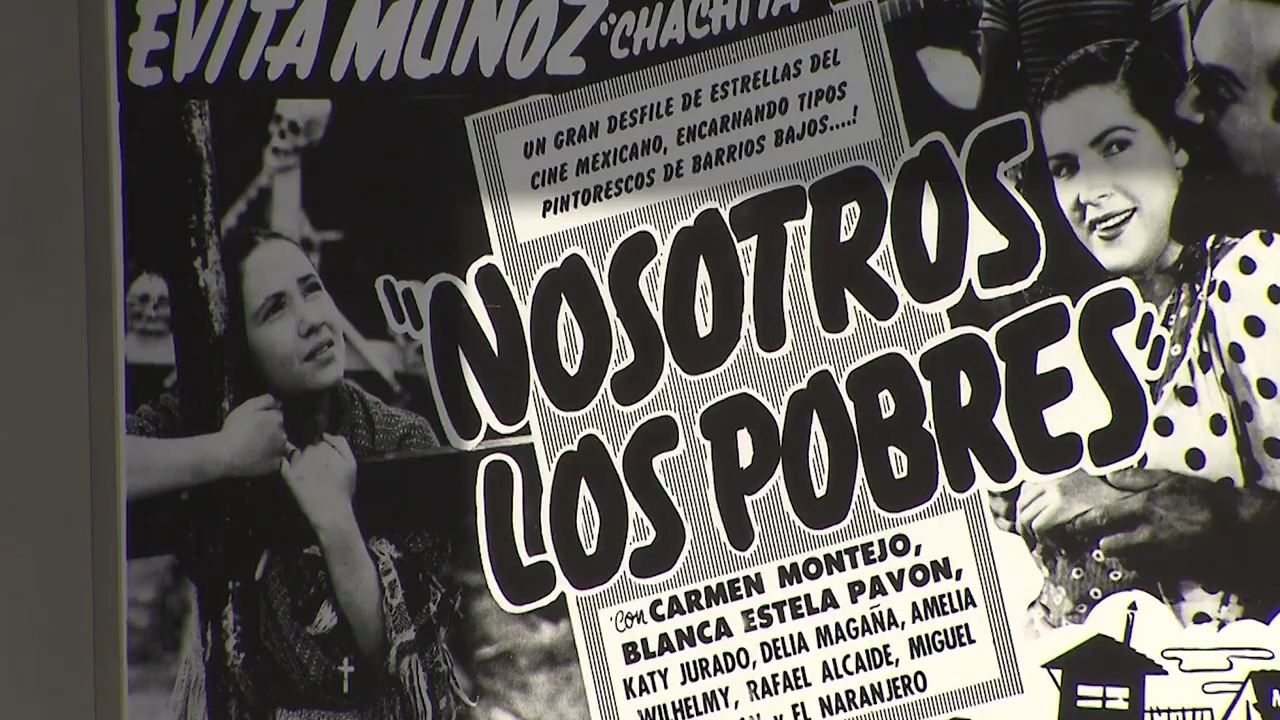 EVITA MUÑOZ "CHACHITA
UN GRAN DESFILE DE ESTRELLAS DEL
CINE MEXICANO, ENCARNANDO TIPOS
PINTORESCOS DE BARRIOS BAJOS....!
"NOSOTROS
LOS POBRES"
con CARMEN MONTEJO,
BLANCA ESTELA PAVON,
KATY JURADO, DELIA MAGAÑA, AMELIA
WILHELMY, RAFAEL ALCAIDE, MIGUEL
y EL NARANJERO